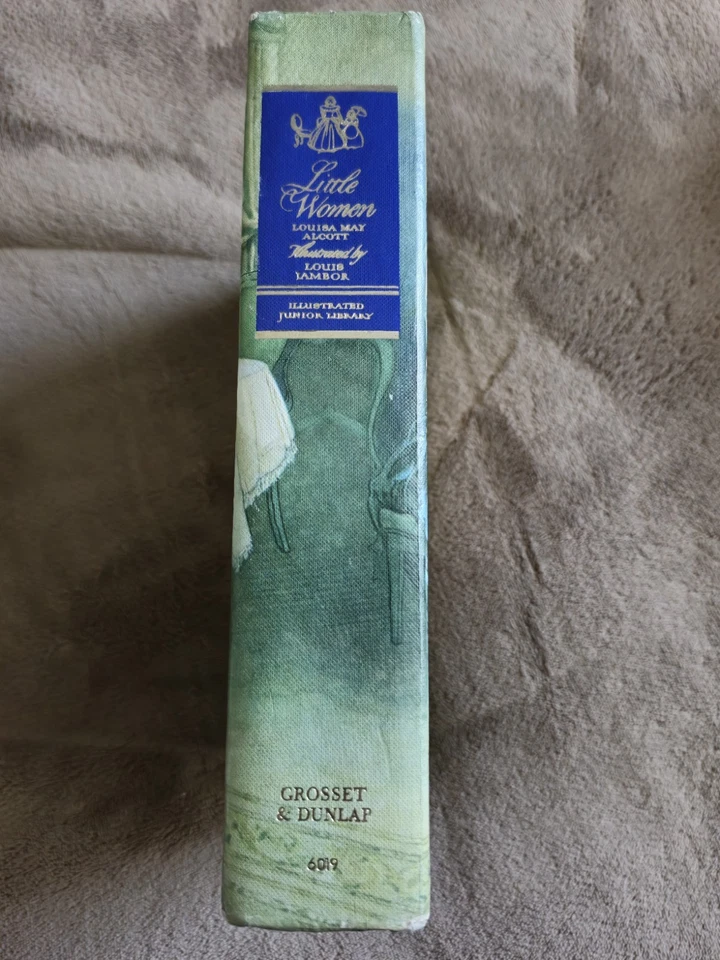 Little
Women
LOUISA MAY
ALCOTT
Illustrated by
LOUIS
JAMBOR
ILLUSTRATED
JUNIOR LIBRARY
GROSSET
& DUNLAP
6019